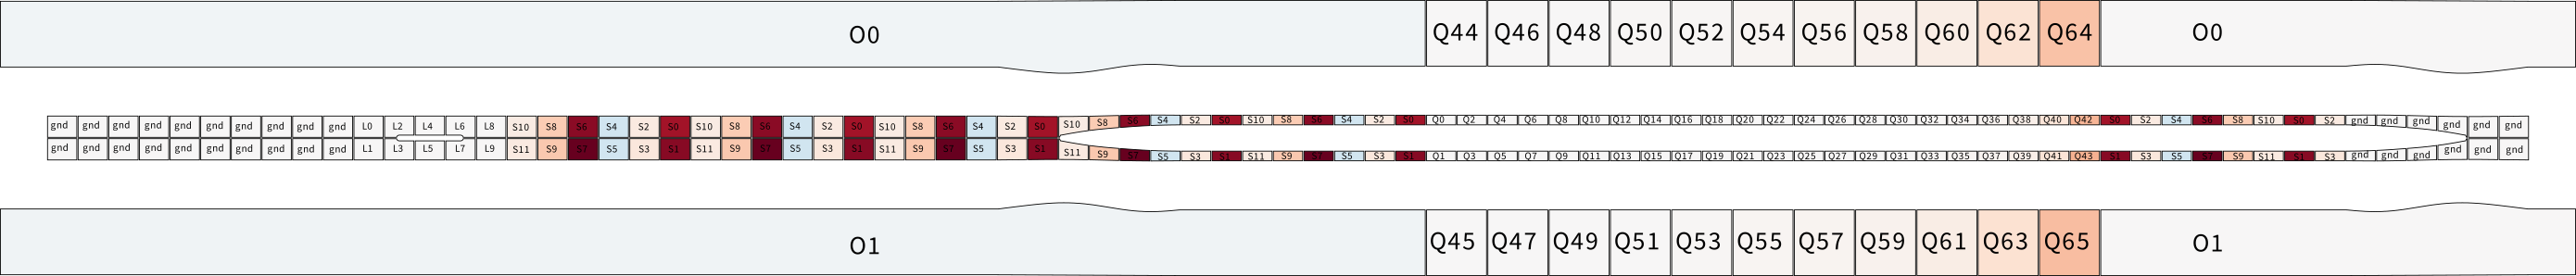 O0 Q44 Q46 Q48 Q50 Q52 Q54 Q56 Q58 Q60 Q62 Q64 O0
gnd gnd gnd gnd gnd gnd gnd gnd gnd gnd L0 L2 L4 L6 L8 S10 S8 S6 S4 S2 S0 S10 S8 S6 S4 S2 S0 S10 S8 S6 S4 S2 S0 S10 S8 S6 S4 S2 S0 S10 S8 S6 S4 S2 S0 Q0 Q2 Q4 Q6 Q8 Q10 Q12 Q14 Q16 Q18 Q20 Q22 Q24 Q26 Q28 Q30 Q32 Q34 Q36 Q38 Q40 Q42 S0 S2 S4 S6 S8 S10 S0 S2 gnd gnd gnd gnd gnd gnd
gnd gnd gnd gnd gnd gnd gnd gnd gnd gnd L1 L3 L5 L7 L9 S11 S9 S7 S5 S3 S1 S11 S9 S7 S5 S3 S1 S11 S9 S7 S5 S3 S1 S11 S9 S7 S5 S3 S1 S11 S9 S7 S5 S3 S1 Q1 Q3 Q5 Q7 Q9 Q11 Q13 Q15 Q17 Q19 Q21 Q23 Q25 Q27 Q29 Q31 Q33 Q35 Q37 Q39 Q41 Q43 S1 S3 S5 S7 S9 S11 S1 S3 gnd gnd gnd gnd gnd gnd
O1 Q45 Q47 Q49 Q51 Q53 Q55 Q57 Q59 Q61 Q63 Q65 O1